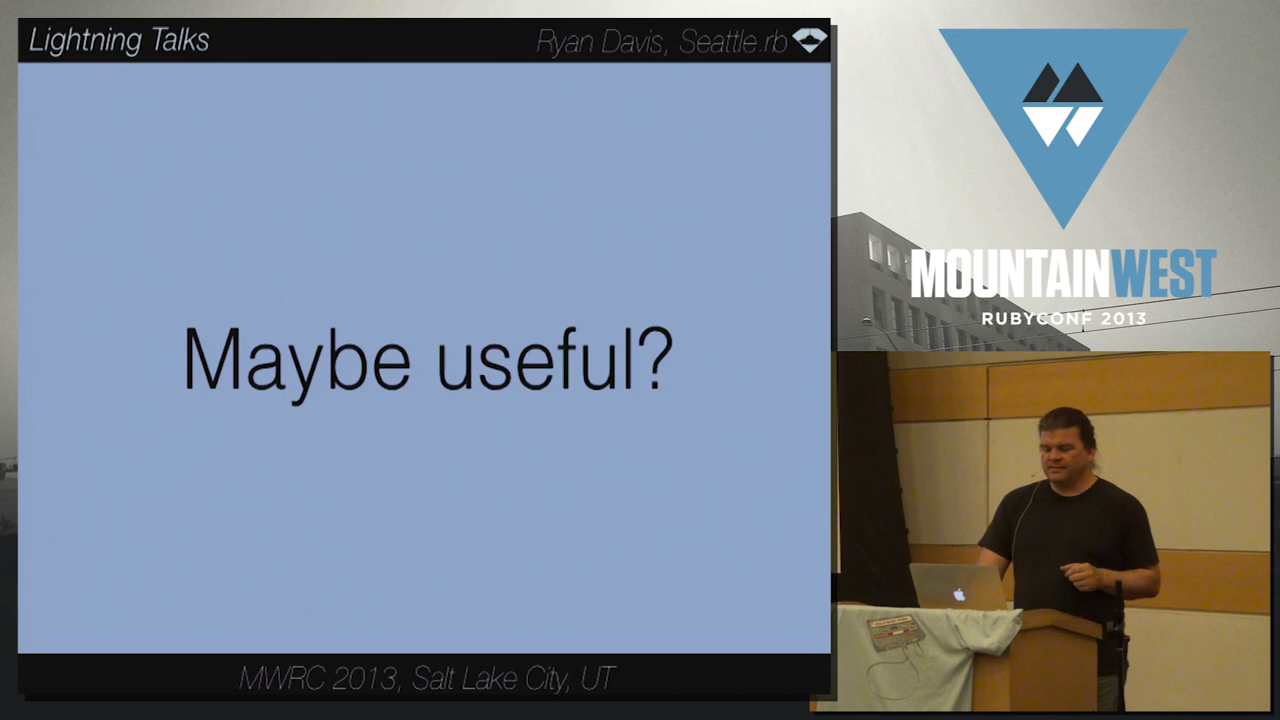 Lightning Talks
Ryan Davis, Seattle.rb
Maybe useful?
MWRC 2013, Salt Lake City, UT
MOUNTAINWEST
RUBYCONF 2013